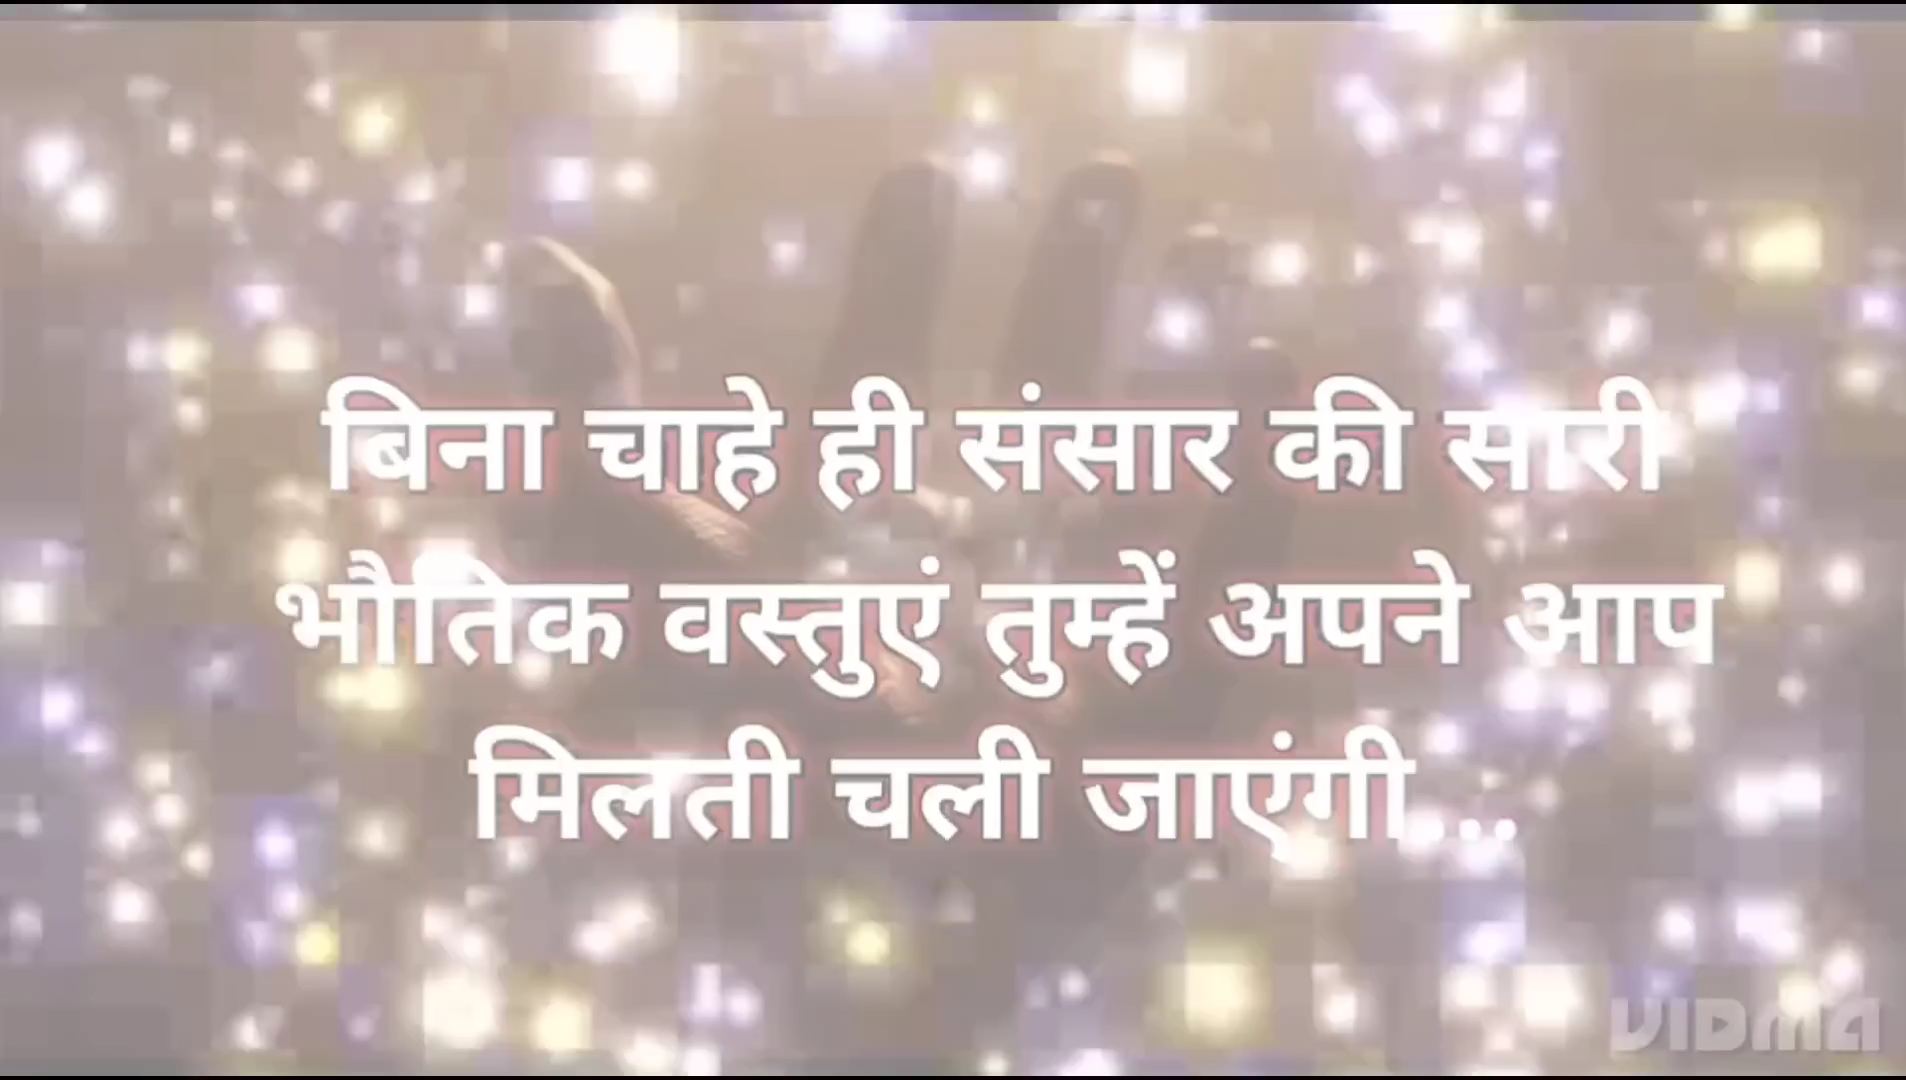 बिना चाहे ही संसार की सारी
भौतिक वस्तुएं तुम्हें अपने आप
मिलती चली जाएंगी....
VIDMA